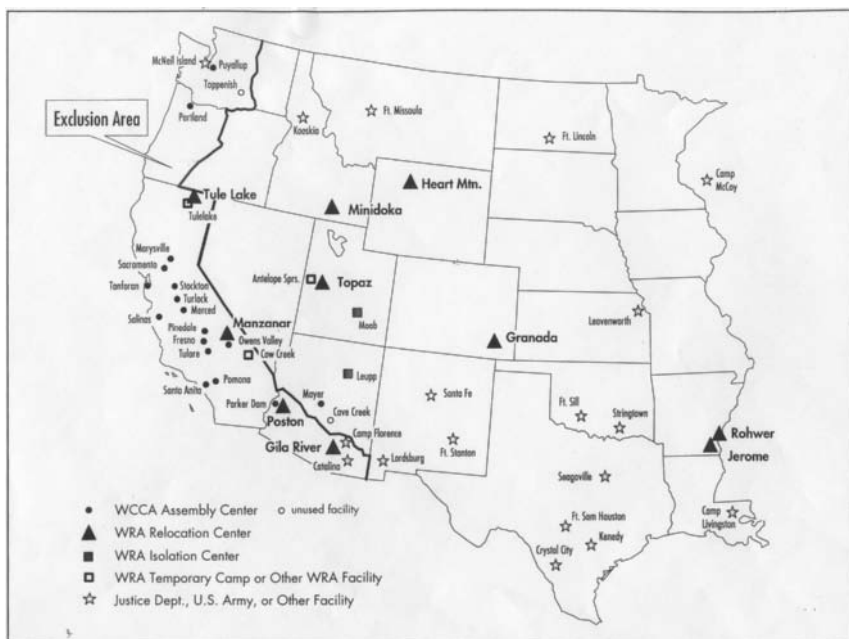 McNeil Island
Puyallup
Toppenish
Portland
Exclusion Area
Kooskia
Ft. Missoula
Ft. Lincoln
Camp
McCoy
Tule Lake
Tulelake
Minidoka
Heart Mtn.
Marysville
Sacramento
Tanforan
Stockton
Turlock
Merced
Salinas
Pinedale
Fresno
Tulare
Manzanar
Owens Valley
Cow Creek
Antelope Sprs.
Topaz
Moab
Granada
Leavenworth
Santa Anita
Pomona
Leupp
Parker Dam
Poston
Mayer
Cave Creek
Gila River
Camp Florence
Catalina
Lordsburg
Santa Fe
Ft. Stanton
Ft. Sill
Stringtown
Rohwer
Jerome
Seagoville
Ft. Sam Houston
Kenedy
Crystal City
Camp
Livingston
WCCA Assembly Center
unused facility
WRA Relocation Center
WRA Isolation Center
WRA Temporary Camp or Other WRA Facility
Justice Dept., U.S. Army, or Other Facility